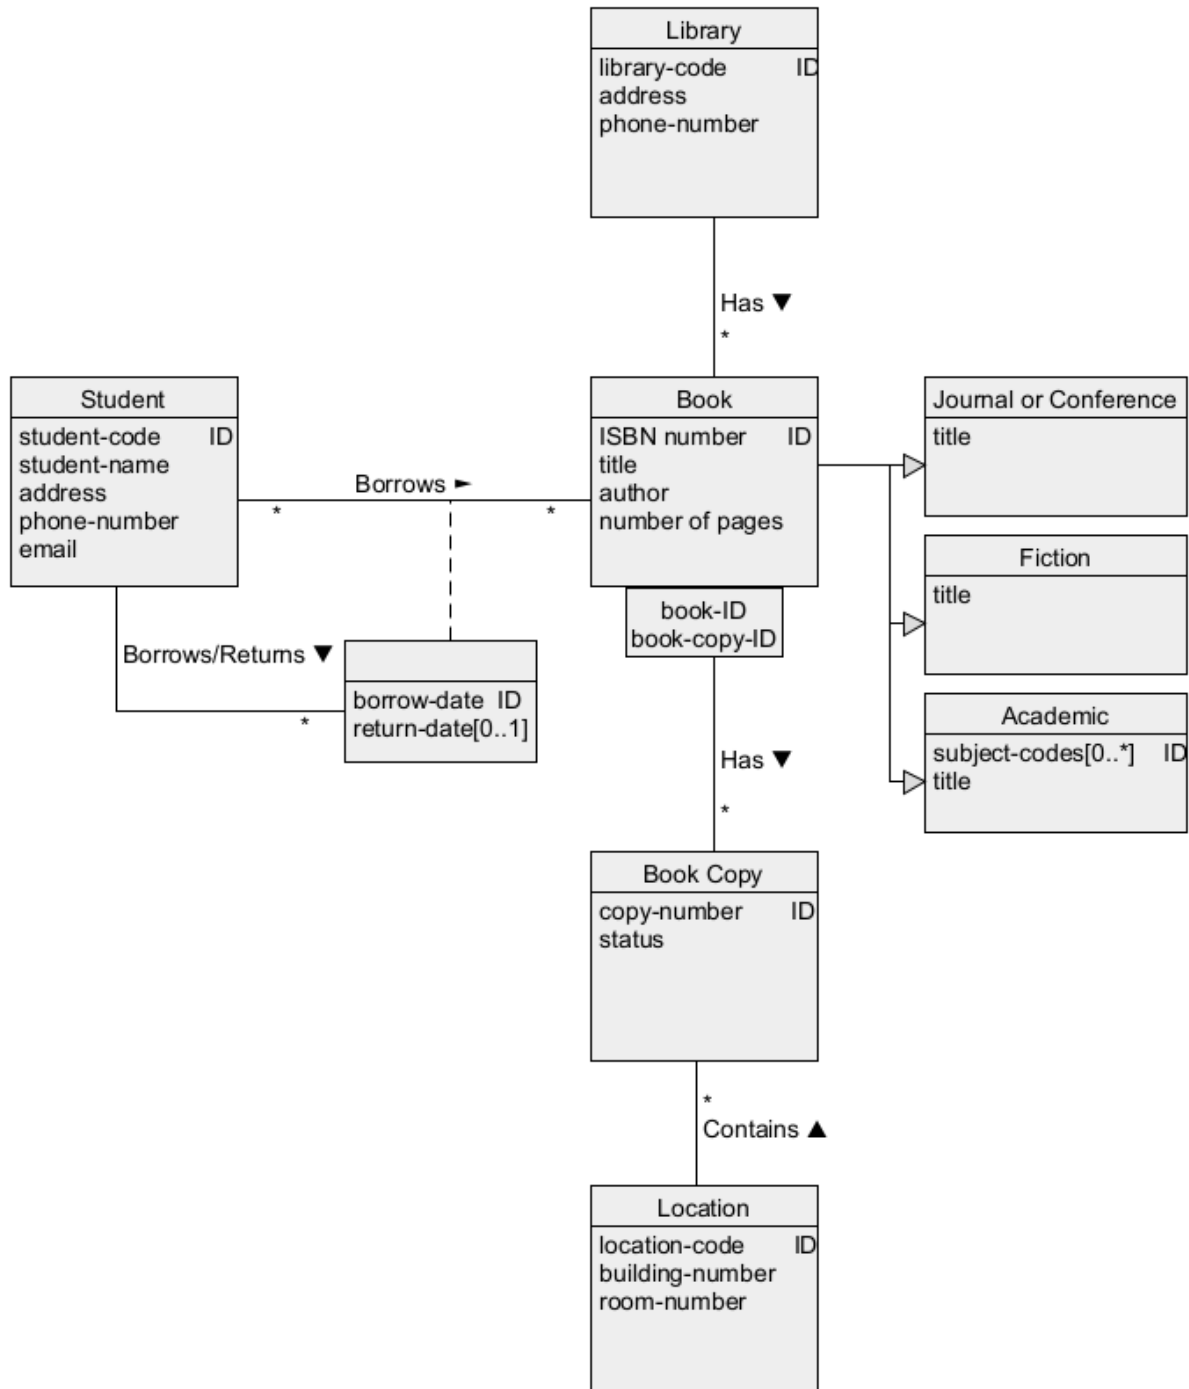 Library
library-code ID
address
phone-number
Has ▼
*
Student
student-code ID
student-name
address
phone-number
email
Borrows ►
*
*
Book
ISBN number ID
title
author
number of pages
book-ID
book-copy-ID
Journal or Conference
title
Fiction
title
Academic
subject-codes[0..*] ID
title
Borrows/Returns ▼
*
borrow-date ID
return-date[0..1]
Has ▼
*
Book Copy
copy-number ID
status
*
Contains ▲
Location
location-code ID
building-number
room-number